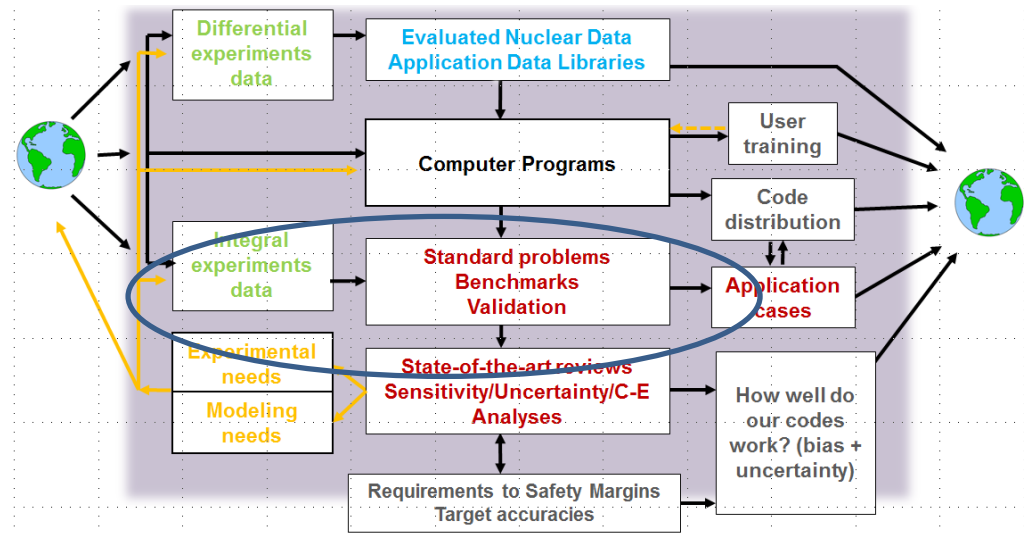 Differential
experiments
data
Evaluated Nuclear Data
Application Data Libraries
User
training
Computer Programs
Code
distribution
Integral
experiments
data
Standard problems
Benchmarks
Validation
Application
cases
Experimental
needs
Modeling
needs
State-of-the-art reviews
Sensitivity/Uncertainty/C-E
Analyses
How well do
our codes
work? (bias +
uncertainty)
Requirements to Safety Margins
Target accuracies